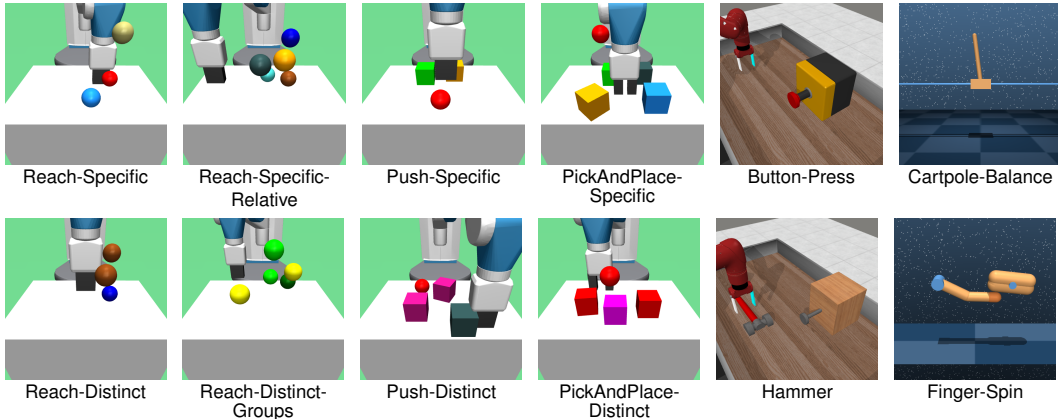 Reach-Specific
Reach-Specific-
Relative
Push-Specific
PickAndPlace-
Specific
Button-Press
Cartpole-Balance
Reach-Distinct
Reach-Distinct-
Groups
Push-Distinct
PickAndPlace-
Distinct
Hammer
Finger-Spin